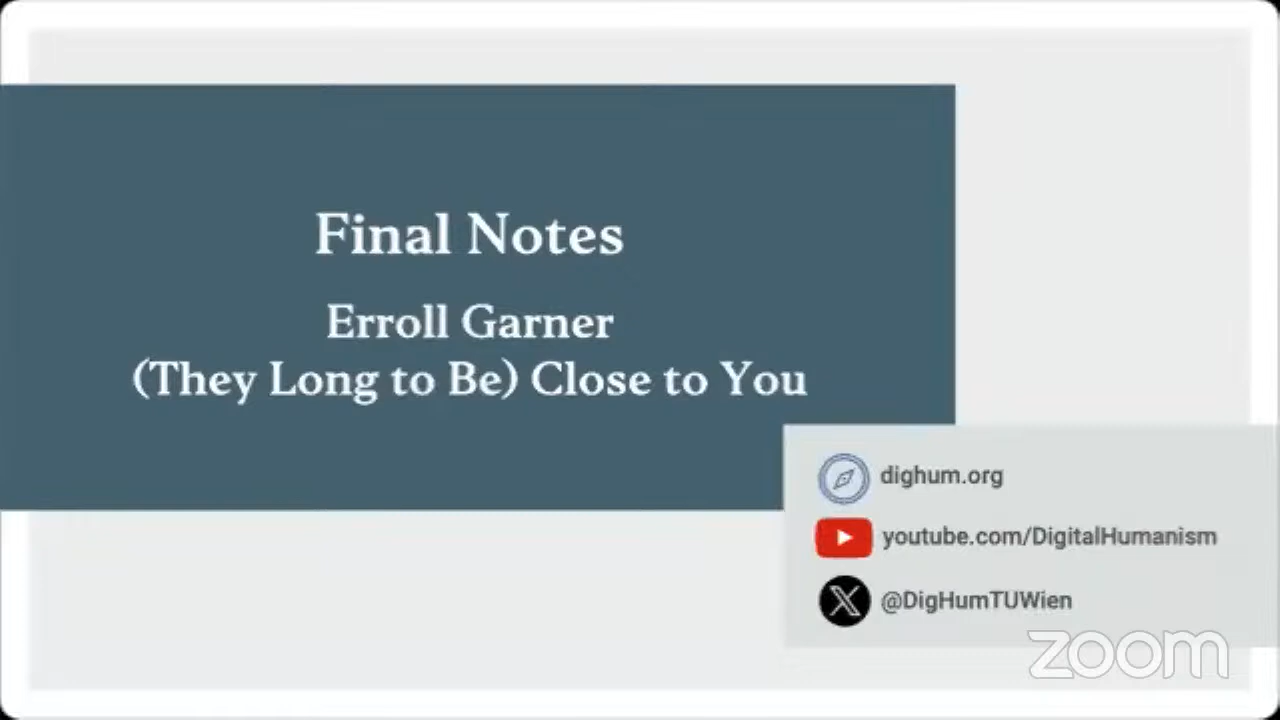 Final Notes
Erroll Garner
(They Long to Be) Close to You
dighum.org
youtube.com/DigitalHumanism
@DigHumTUWien
zoom